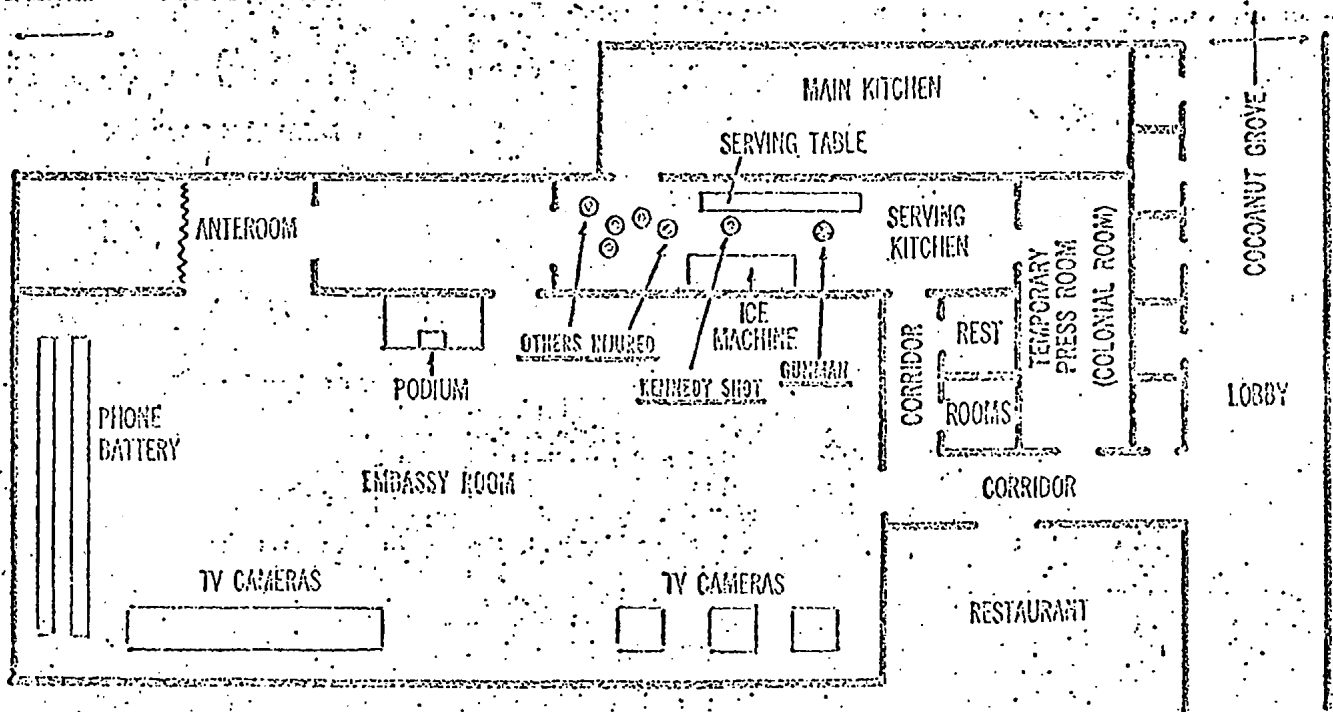 MAIN KITCHEN
SERVING TABLE
COCOANUT GROVE
ANTEROOM
SERVING
KITCHEN
TEMPORARY
PRESS ROOM
(COLONIAL ROOM)
OTHERS INJURED
ICE
MACHINE
KENNEDY SHOT
GUNMAN
PODIUM
CORRIDOR
REST
ROOMS
LOBBY
PHONE
BATTERY
EMBASSY ROOM
CORRIDOR
TV CAMERAS
TV CAMERAS
RESTAURANT